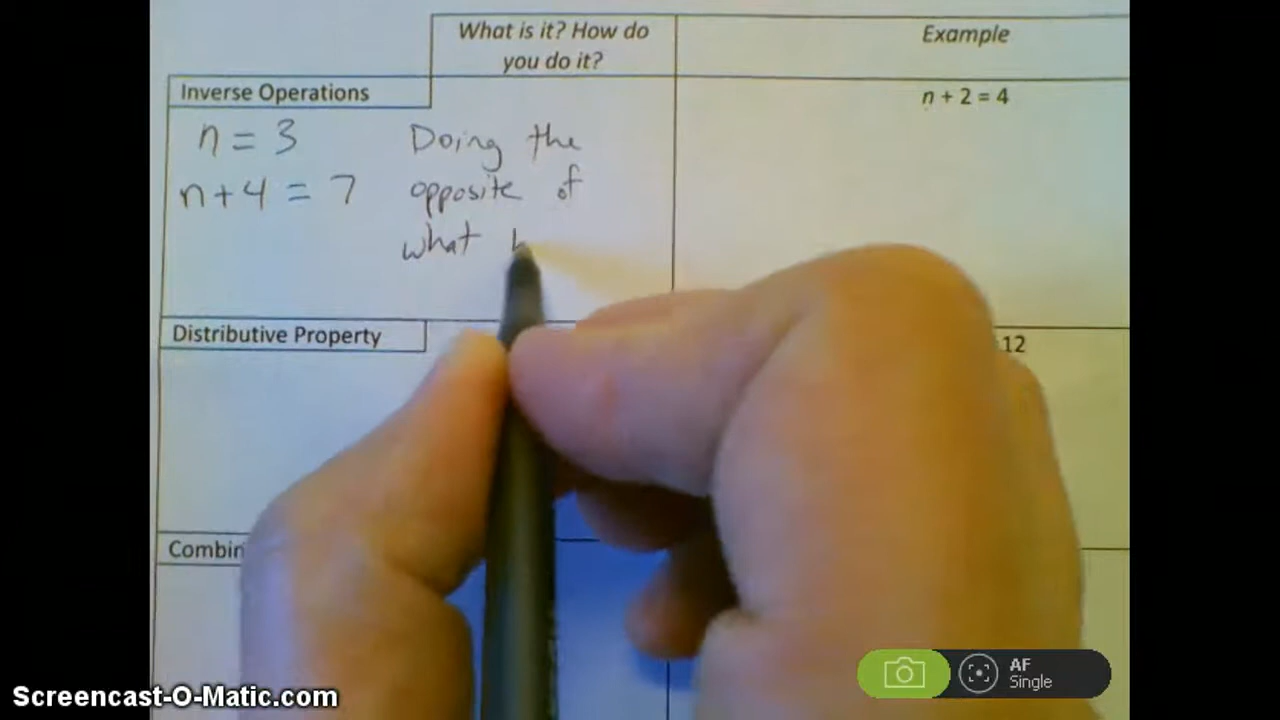 What is it? How do
you do it?
Example
Inverse Operations
n + 2 = 4
n = 3
n + 4 = 7
Doing the
opposite of
what
Distributive Property
12
Screencast-O-Matic.com
AF
Single